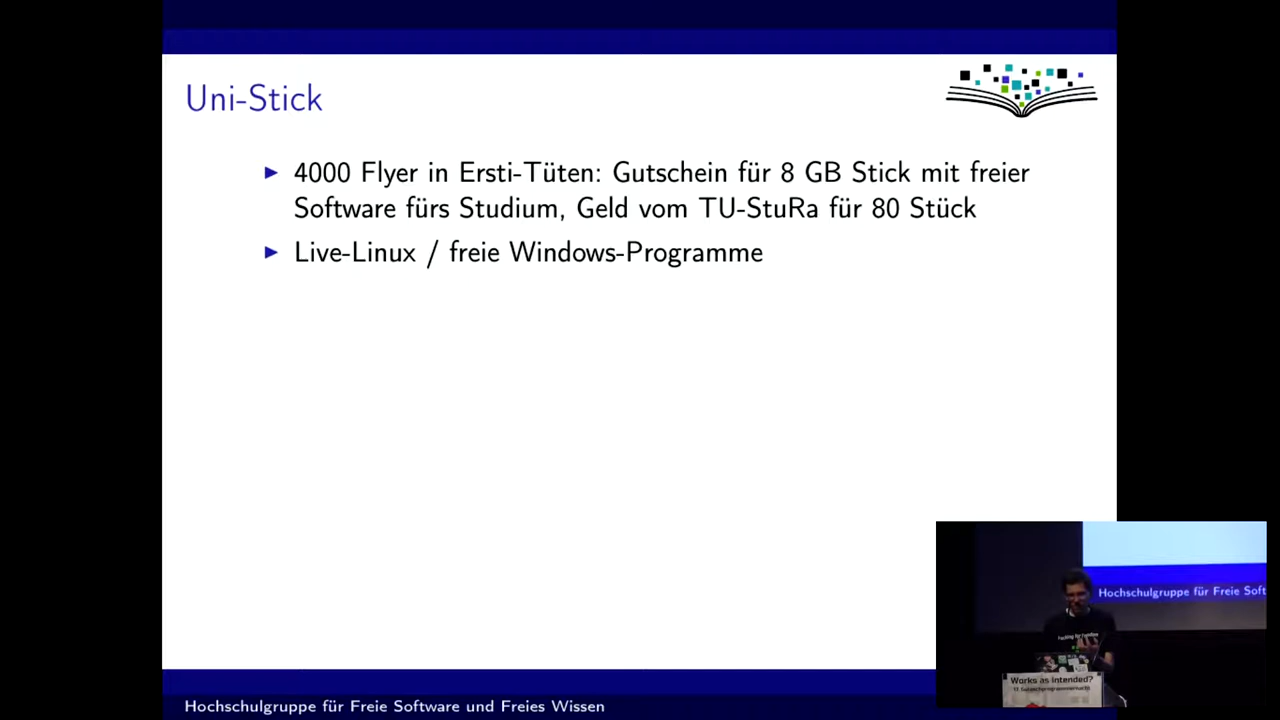 Uni-Stick
▶ 4000 Flyer in Ersti-Tüten: Gutschein für 8 GB Stick mit freier
Software fürs Studium, Geld vom TU-StuRa für 80 Stück
▶ Live-Linux / freie Windows-Programme
Hochschulgruppe für Freie Soft
Works as intended?
Hochschulgruppe für Freie Software und Freies Wissen